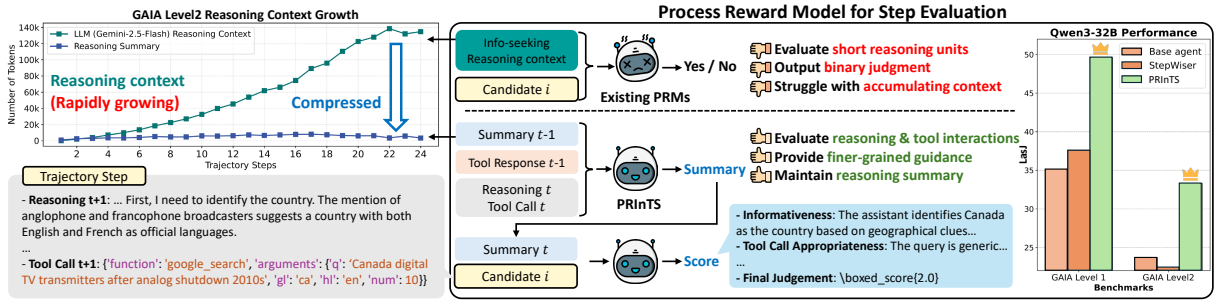 GAIA Level2 Reasoning Context Growth
140k
120k
100k
80k
60k
40k
20k
0
Number of Tokens
LLM (Gemini-2.5-Flash) Reasoning Context
Reasoning Summary
Reasoning context
(Rapidly growing)
Compressed
2 4 6 8 10 12 14 16 18 20 22 24
Trajectory Steps
Trajectory Step
- Reasoning t+1: ... First, I need to identify the country. The mention of
anglophone and francophone broadcasters suggests a country with both
English and French as official languages.
...
- Tool Call t+1: {'function': 'google_search', 'arguments': {'q': 'Canada digital
TV transmitters after analog shutdown 2010s', 'gl': 'ca', 'hl': 'en', 'num': 10}}
Process Reward Model for Step Evaluation
Info-seeking
Reasoning context
Candidate i
Existing PRMs
Yes / No
Evaluate short reasoning units
Output binary judgment
Struggle with accumulating context
Summary t-1
Tool Response t-1
Reasoning t
Tool Call t
PRInTS
Summary
Evaluate reasoning & tool interactions
Provide finer-grained guidance
Maintain reasoning summary
Summary t
Candidate i
Score
- Informativeness: The assistant identifies Canada
as the country based on geographical clues...
- Tool Call Appropriateness: The query is generic...
...
- Final Judgement: \boxed_score{2.0}
Qwen3-32B Performance
Base agent
StepWiser
PRInTS
50
45
40
35
30
25
GAIA Level 1
GAIA Level2
Benchmarks